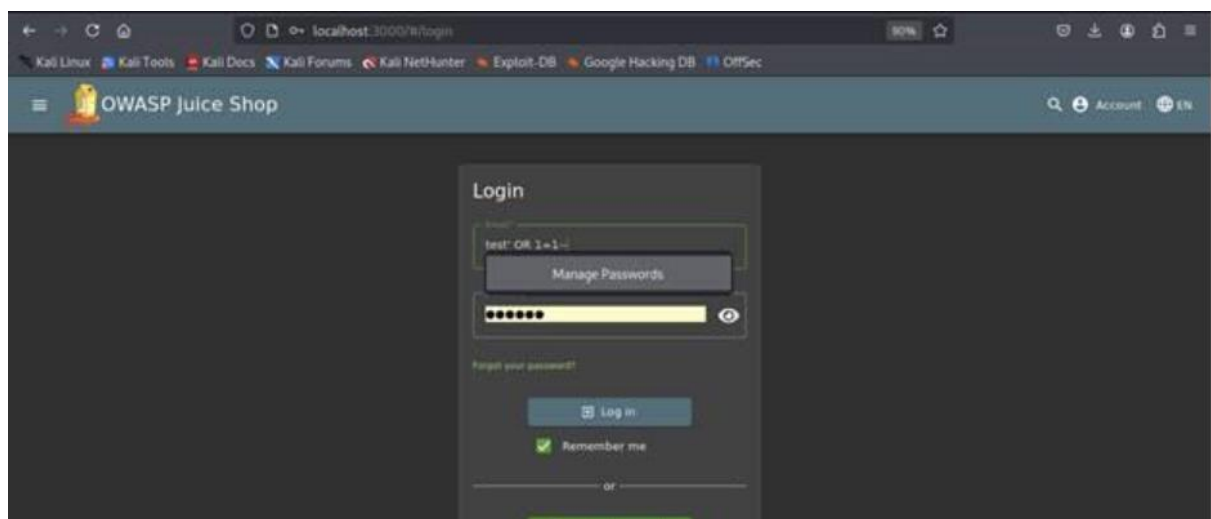 localhost:3000/#/login 90%
Kali Linux Kali Tools Kali Docs Kali Forums Kali NetHunter Exploit-DB Google Hacking DB OffSec
OWASP Juice Shop Account EN
Login
Email*
test' OR 1=1--
Manage Passwords
Forgot your password?
Log in
Remember me
or